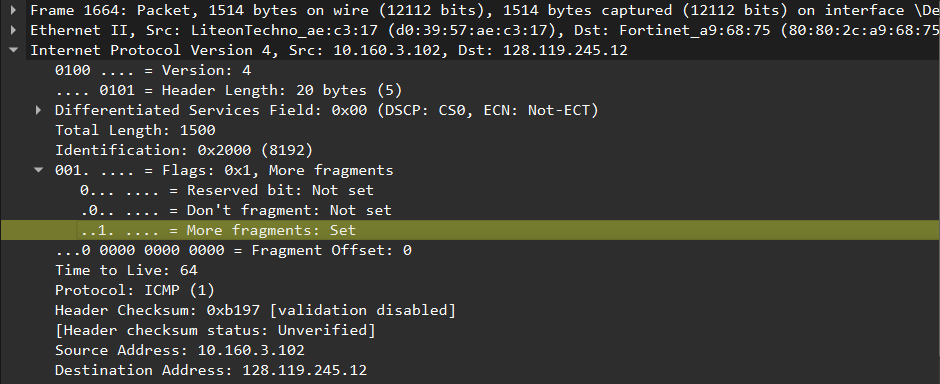 Frame 1664: Packet, 1514 bytes on wire (12112 bits), 1514 bytes captured (12112 bits) on interface \De
Ethernet II, Src: LiteonTechno_ae:c3:17 (d0:39:57:ae:c3:17), Dst: Fortinet_a9:68:75 (80:80:2c:a9:68:75
Internet Protocol Version 4, Src: 10.160.3.102, Dst: 128.119.245.12
0100 .... = Version: 4
.... 0101 = Header Length: 20 bytes (5)
Differentiated Services Field: 0x00 (DSCP: CS0, ECN: Not-ECT)
Total Length: 1500
Identification: 0x2000 (8192)
001. .... = Flags: 0x1, More fragments
0... .... = Reserved bit: Not set
.0.. .... = Don't fragment: Not set
..1. .... = More fragments: Set
...0 0000 0000 0000 = Fragment Offset: 0
Time to Live: 64
Protocol: ICMP (1)
Header Checksum: 0xb197 [validation disabled]
[Header checksum status: Unverified]
Source Address: 10.160.3.102
Destination Address: 128.119.245.12